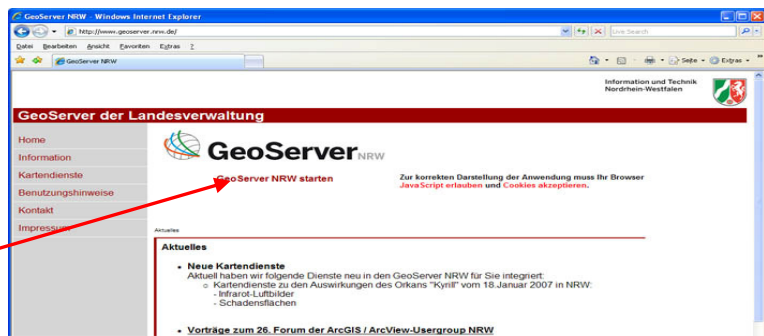 GeoServer NRW - Windows Internet Explorer
http://www.geoserver.nrw.de/
Live Search
Datei Bearbeiten Ansicht Favoriten Extras ?
GeoServer NRW
Seite Extras
Information und Technik
Nordrhein-Westfalen
GeoServer der Landesverwaltung
Home
Information
Kartendienste
Benutzungshinweise
Kontakt
Impressum
GeoServer NRW
GeoServer NRW starten
Zur korrekten Darstellung der Anwendung muss Ihr Browser
JavaScript erlauben und Cookies akzeptieren.
Aktuelles
Aktuelles
• Neue Kartendienste
Aktuell haben wir folgende Dienste neu in den GeoServer NRW für Sie integriert:
o Kartendienste zu den Auswirkungen des Orkans "Kyrill" vom 18.Januar 2007 in NRW:
- Infrarot-Luftbilder
- Schadensflächen
• Vorträge zum 26. Forum der ArcGIS / ArcView-Usergroup NRW